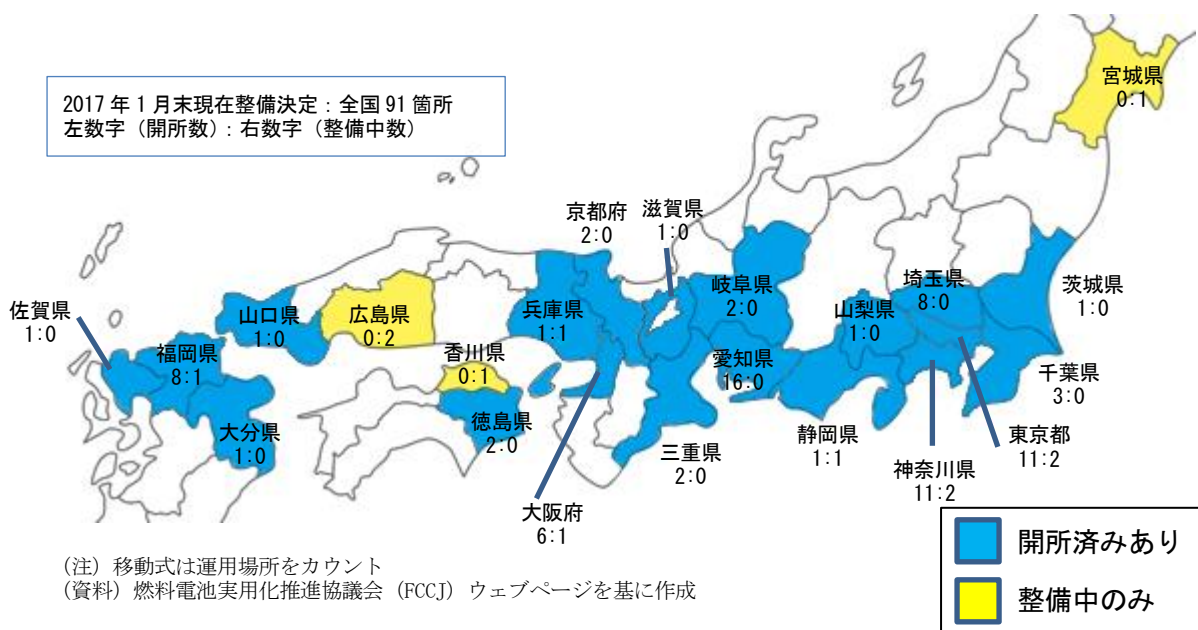 2017 年 1 月末現在整備決定：全国 91 箇所
左数字（開所数）：右数字（整備中数）
宮城県
0:1
京都府
2:0
滋賀県
1:0
佐賀県
1:0
山口県
1:0
広島県
0:2
兵庫県
1:1
岐阜県
2:0
山梨県
1:0
埼玉県
8:0
茨城県
1:0
福岡県
8:1
香川県
0:1
愛知県
16:0
千葉県
3:0
大分県
1:0
徳島県
2:0
三重県
2:0
静岡県
1:1
神奈川県
11:2
東京都
11:2
大阪府
6:1
開所済みあり
整備中のみ
（注）移動式は運用場所をカウント
（資料）燃料電池実用化推進協議会（FCCJ）ウェブページを基に作成